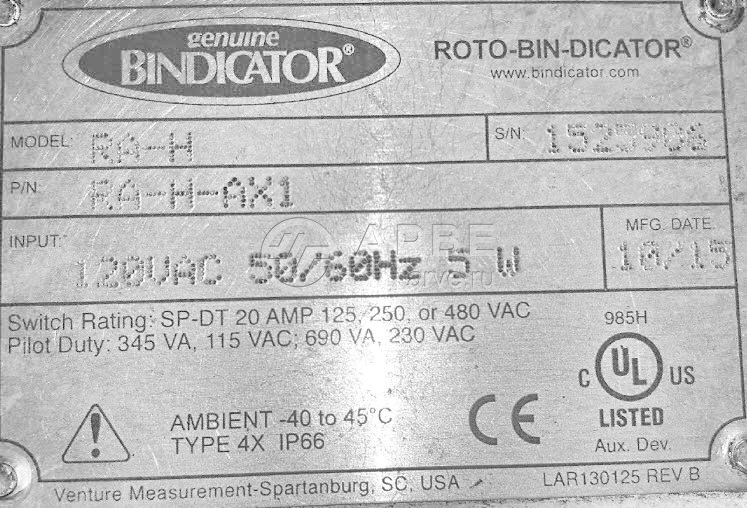 genuine
BINDICATOR®
ROTO-BIN-DICATOR®
www.bindicator.com
MODEL: RA-H
S/N:
P/N: RA-H-AX1
INPUT: 120VAC 50/60Hz 5 W
MFG. DATE.
10/15
Switch Rating: SP-DT 20 AMP 125, 250, or 480 VAC
Pilot Duty: 345 VA, 115 VAC; 690 VA, 230 VAC
985H
C UL US
LISTED
Aux. Dev.
AMBIENT -40 to 45°C
TYPE 4X IP66
CE
Venture Measurement-Spartanburg, SC, USA
LAR130125 REV B